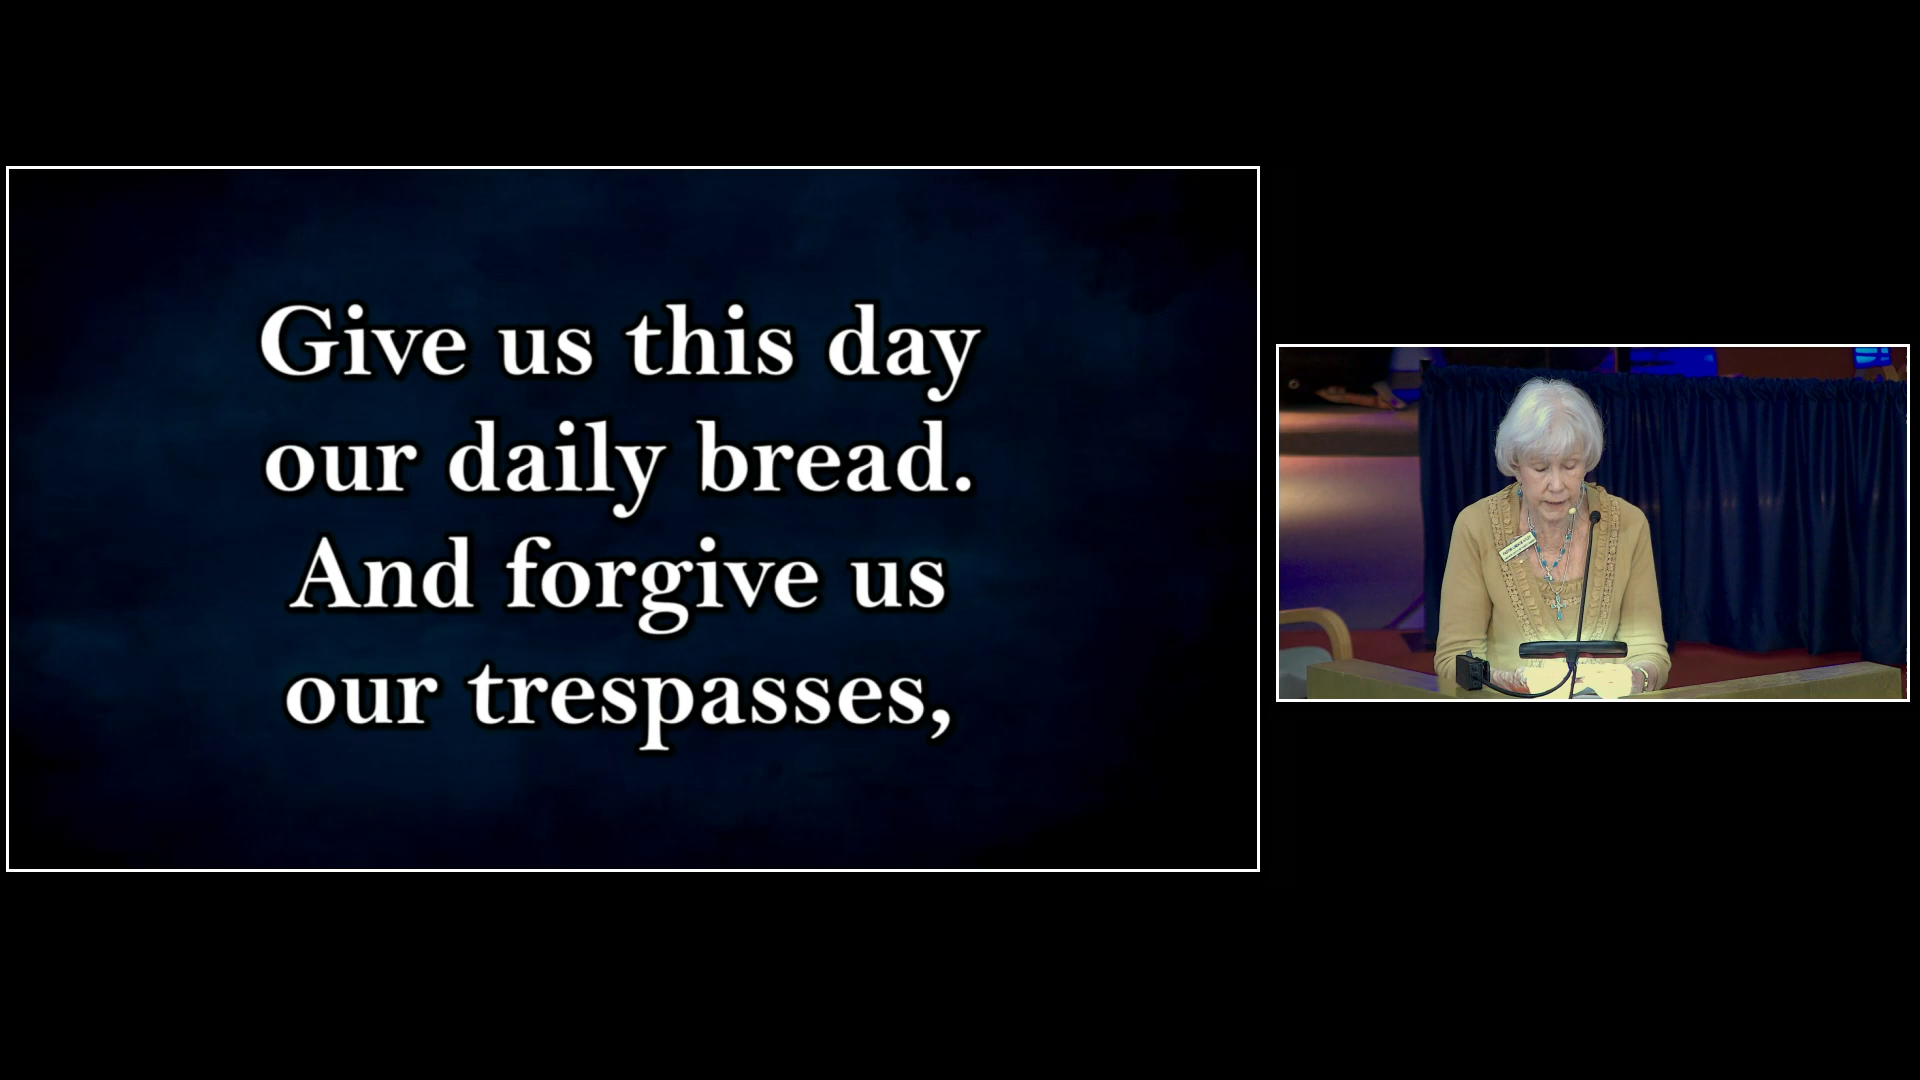 Give us this day
our daily bread.
And forgive us
our trespasses,